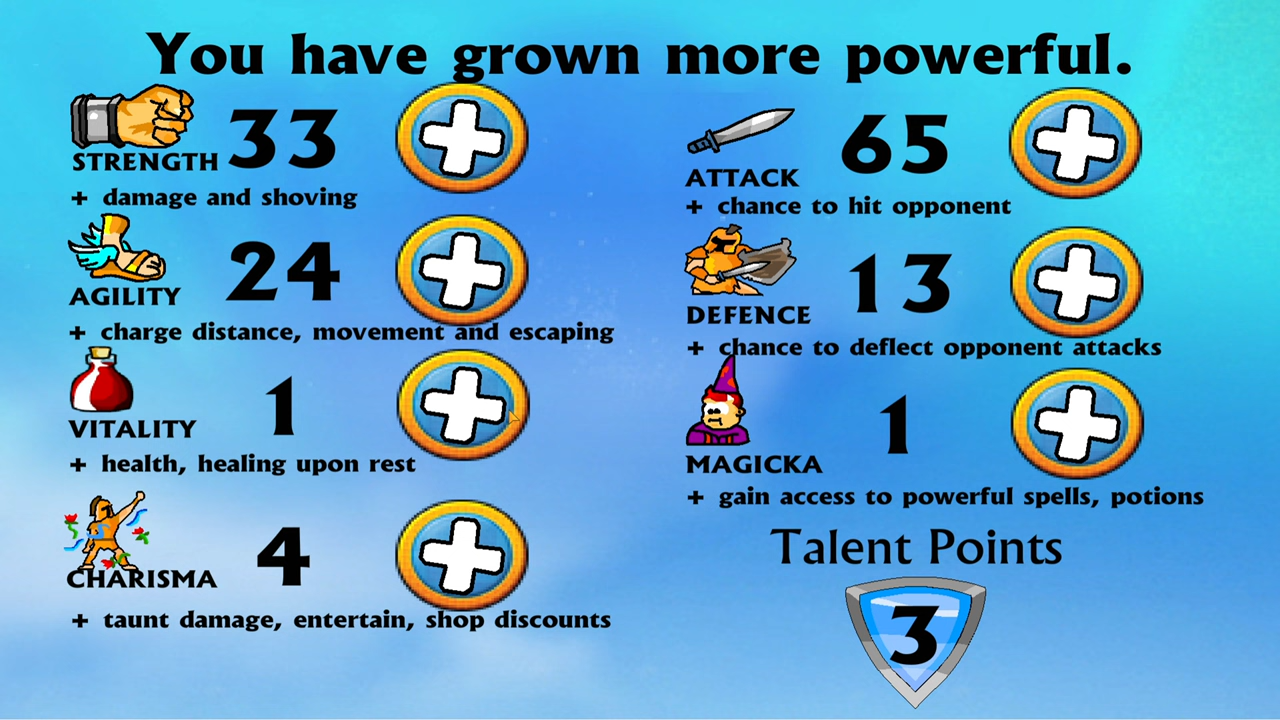 You have grown more powerful.
STRENGTH 33
+ damage and shoving
AGILITY 24
+ charge distance, movement and escaping
VITALITY 1
+ health, healing upon rest
CHARISMA 4
+ taunt damage, entertain, shop discounts
ATTACK 65
+ chance to hit opponent
DEFENCE 13
+ chance to deflect opponent attacks
MAGICKA 1
+ gain access to powerful spells, potions
Talent Points
3